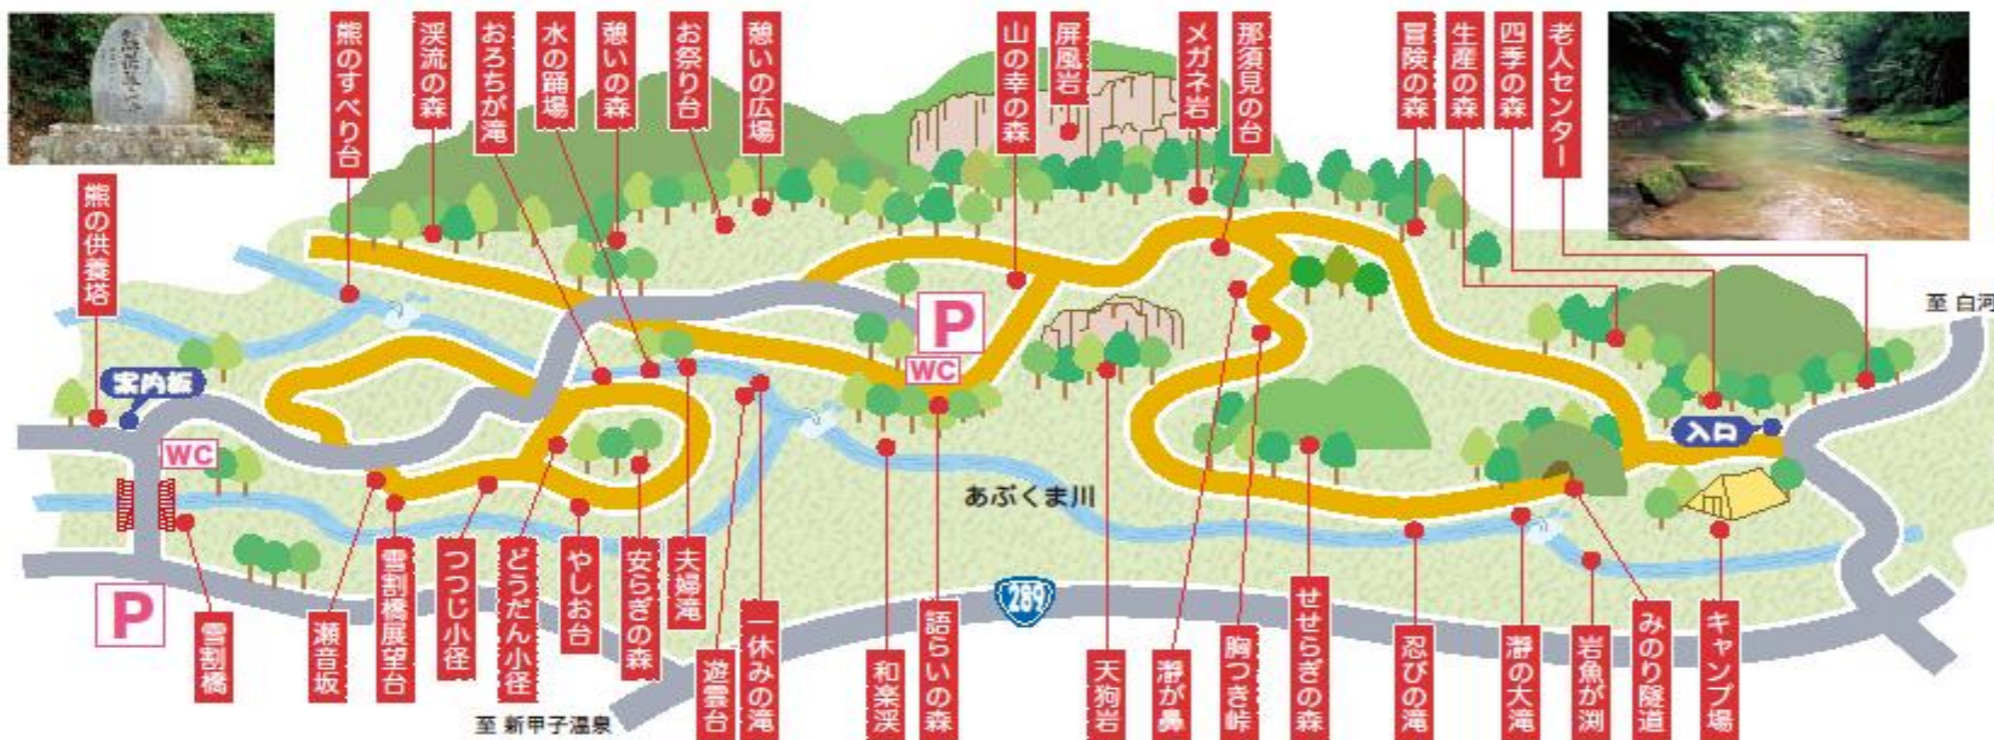 熊のすべり台
渓流の森
おろちが滝
水の踊場
憩いの森
お祭り台
憩いの広場
山の幸の森
屏風岩
メガネ岩
那須見の台
冒険の森
生産の森
四季の森
老人センター
熊の供養塔
至 白河
案内板
入口
WC
P
WC
P
あぶくま川
289
雪割橋
瀬音坂
雪割橋展望台
つつじ小径
どうだん小径
やしお台
安らぎの森
夫婦滝
遊雲台
一休みの滝
和楽渓
語らいの森
天狗岩
胸つき峠
せせらぎの森
忍びの滝
岩魚が渕
みのり隧道
キャンプ場
至 新甲子温泉